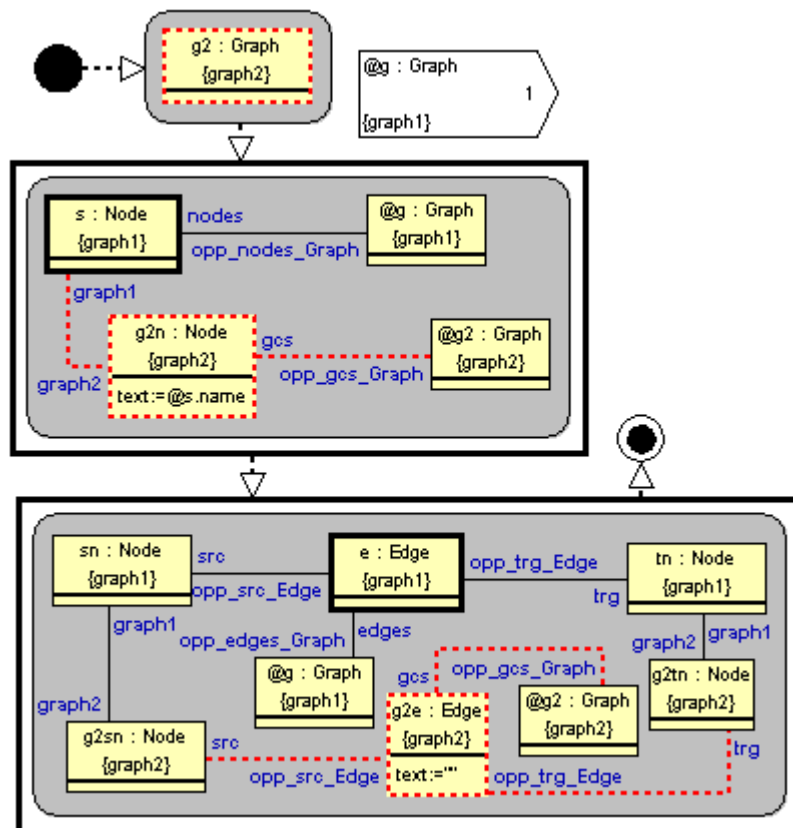 g2 : Graph
{graph2}
@g : Graph
1
{graph1}
s : Node
{graph1}
nodes
opp_nodes_Graph
@g : Graph
{graph1}
graph1
g2n : Node
{graph2}
text:=@s.name
graph2
gcs
opp_gcs_Graph
@g2 : Graph
{graph2}
sn : Node
{graph1}
src
opp_src_Edge
e : Edge
{graph1}
opp_trg_Edge
trg
tn : Node
{graph1}
graph1
graph2
opp_edges_Graph
edges
@g : Graph
{graph1}
gcs
opp_gcs_Graph
graph2
graph1
g2sn : Node
{graph2}
src
opp_src_Edge
g2e : Edge
{graph2}
text:=""
@g2 : Graph
{graph2}
g2tn : Node
{graph2}
opp_trg_Edge
trg